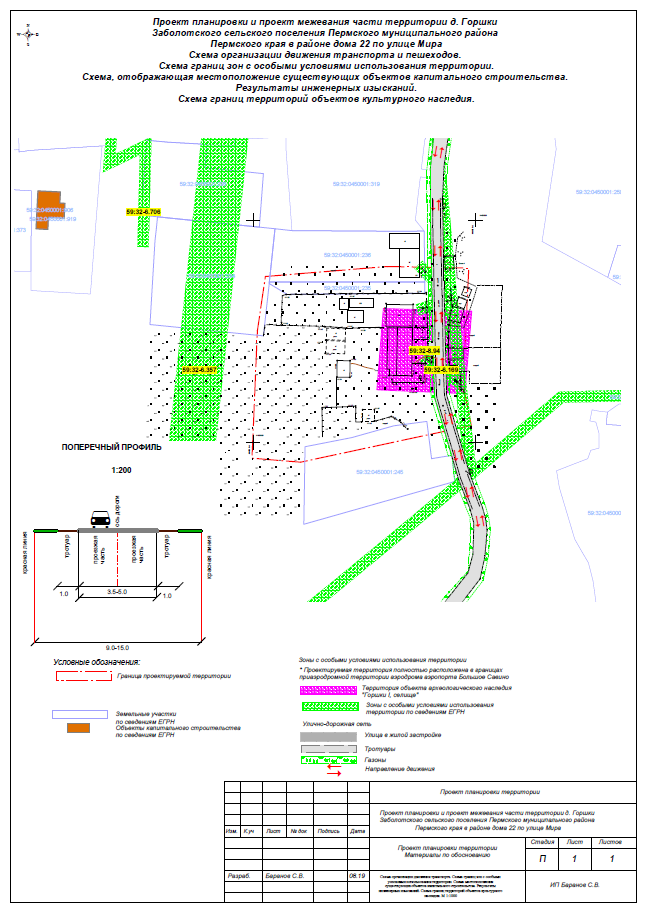 Проект планировки и проект межевания части территории д. Горшки
Заболотского сельского поселения Пермского муниципального района
Пермского края в районе дома 22 по улице Мира
Схема организации движения транспорта и пешеходов.
Схема границ зон с особыми условиями использования территории.
Схема, отображающая местоположение существующих объектов капитального строительства.
Результаты инженерных изысканий.
Схема границ территорий объектов культурного наследия.
59:32:0450001:319
59:32-6.706
59:32:0450001:238
59:32-6.94
59:32-6.357
59:32-6.169
59:32:0450001:245
ПОПЕРЕЧНЫЙ ПРОФИЛЬ
1:200
красная линия
тротуар
проезжая часть
ось дороги
проезжая часть
тротуар
красная линия
1.0
3.5-5.0
1.0
9.0-15.0
Условные обозначения:
Граница проектируемой территории
Земельные участки
по сведениям ЕГРН
Объекты капитального строительства
по сведениям ЕГРН
Зоны с особыми условиями использования территории
* Проектируемая территория полностью расположена в границах
приаэродромной территории аэродрома аэропорта Большое Савино
Территория объекта археологического наследия
"Горшки I, селище"
Зоны с особыми условиями использования
территории по сведениям ЕГРН
Улично-дорожная сеть
Улица в жилой застройке
Тротуары
Газоны
Направление движения
Проект планировки территории
Проект планировки и проект межевания части территории д. Горшки
Заболотского сельского поселения Пермского муниципального района
Пермского края в районе дома 22 по улице Мира
Изм. К.уч Лист № док Подпись Дата
Проект планировки территории
Материалы по обоснованию
Стадия Лист Листов
П 1 1
Разраб. Баранов С.В. 08.19
ИП Баранов С.В.